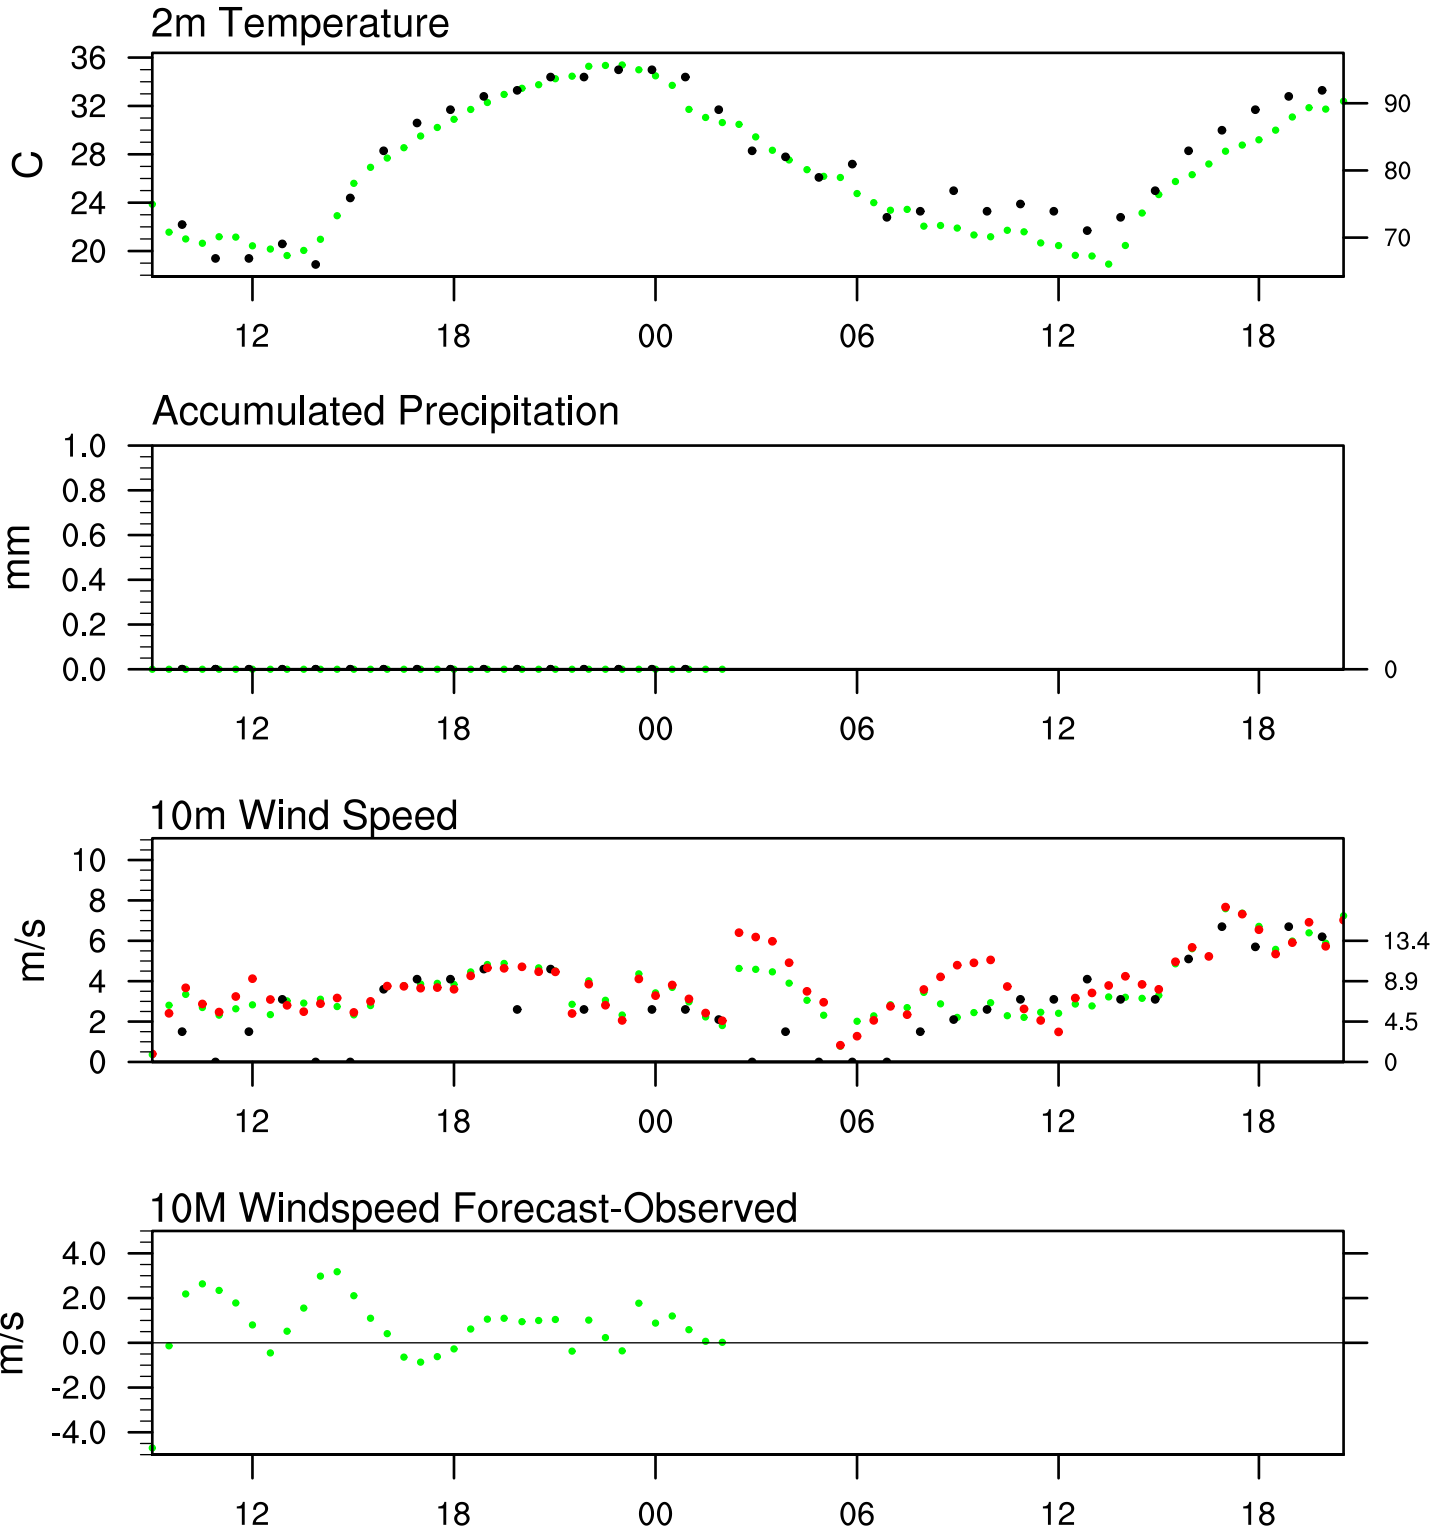 2m Temperature
C
36
32
28
24
20
90
80
70
12 18 00 06 12 18
Accumulated Precipitation
mm
1.0
0.8
0.6
0.4
0.2
0.0
0
12 18 00 06 12 18
10m Wind Speed
m/s
10
8
6
4
2
0
13.4
8.9
4.5
0
12 18 00 06 12 18
10M Windspeed Forecast-Observed
m/s
4.0
2.0
0.0
-2.0
-4.0
12 18 00 06 12 18